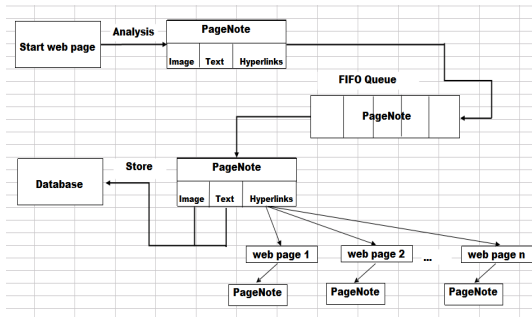 Start web page
Analysis
PageNote
Image Text Hyperlinks
FIFO Queue
PageNote
Database
Store
PageNote
Image Text Hyperlinks
web page 1
web page 2
...
web page n
PageNote
PageNote
PageNote